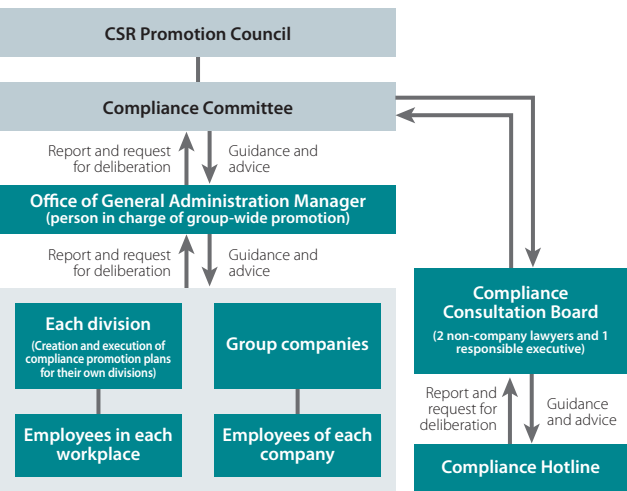 CSR Promotion Council
Compliance Committee
Report and request
for deliberation
Guidance and
advice
Office of General Administration Manager
(person in charge of group-wide promotion)
Report and request
for deliberation
Guidance and
advice
Each division
(Creation and execution of
compliance promotion plans
for their own divisions)
Group companies
Employees in each
workplace
Employees of each
company
Compliance
Consultation Board
(2 non-company lawyers and 1
responsible executive)
Report and
request for
deliberation
Guidance
and advice
Compliance Hotline